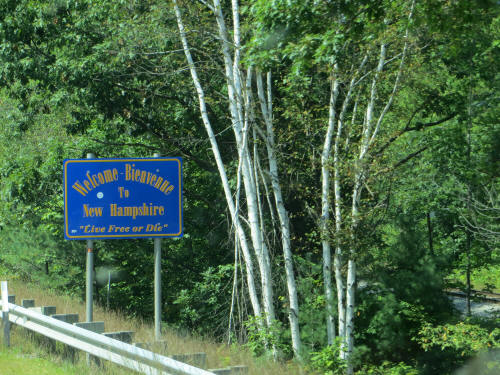 Welcome-Bienvenue
To
New Hampshire
"Live Free or Die"